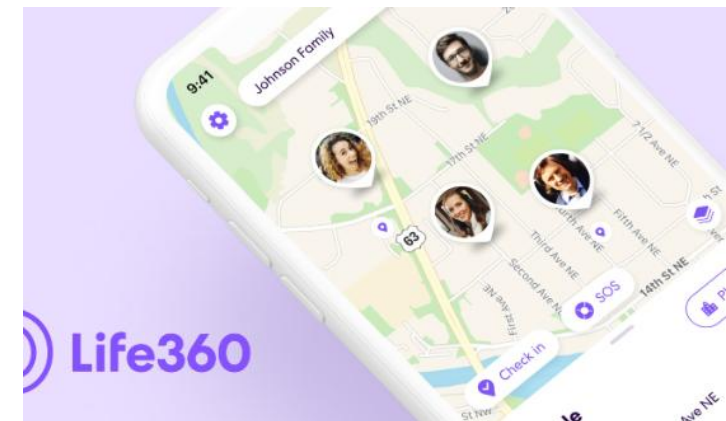 9:41
Johnson Family
19th St NE
17th St NE
7 1/2 Ave NE
63
Fourth Ave NE
Fifth Ave NE
Third Ave NE
Second Ave NE
First Ave NE
14th St NE
SOS
Check in
Life360
St NW
Ave NE